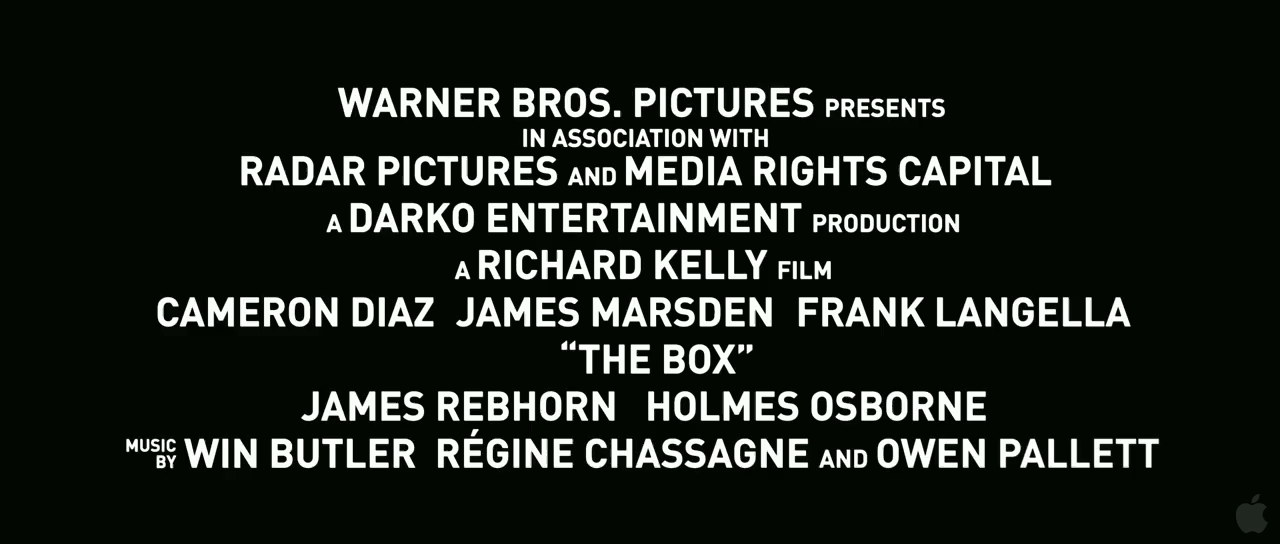 WARNER BROS. PICTURES PRESENTS
IN ASSOCIATION WITH
RADAR PICTURES AND MEDIA RIGHTS CAPITAL
A DARKO ENTERTAINMENT PRODUCTION
A RICHARD KELLY FILM
CAMERON DIAZ JAMES MARSDEN FRANK LANGELLA
“THE BOX”
JAMES REBHORN HOLMES OSBORNE
MUSIC BY WIN BUTLER RÉGINE CHASSAGNE AND OWEN PALLETT